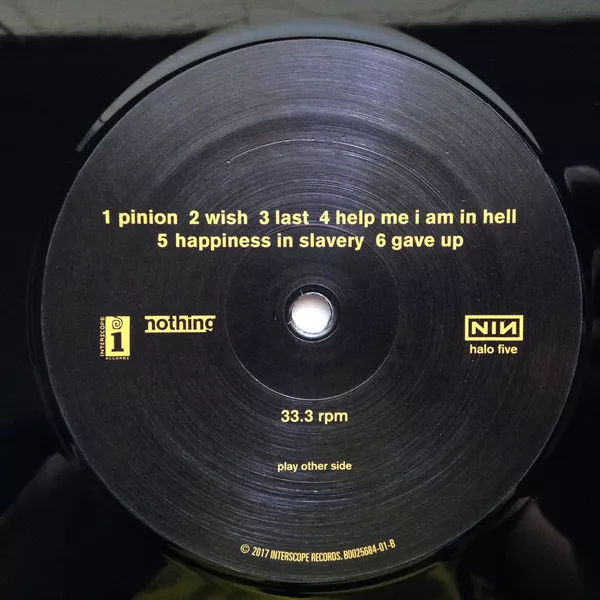 1 pinion 2 wish 3 last 4 help me i am in hell
5 happiness in slavery 6 gave up
INTERSCOPE
i
RECORDS
nothing
NIN
halo five
33.3 rpm
play other side
© 2017 INTERSCOPE RECORDS. B0025684-01-B